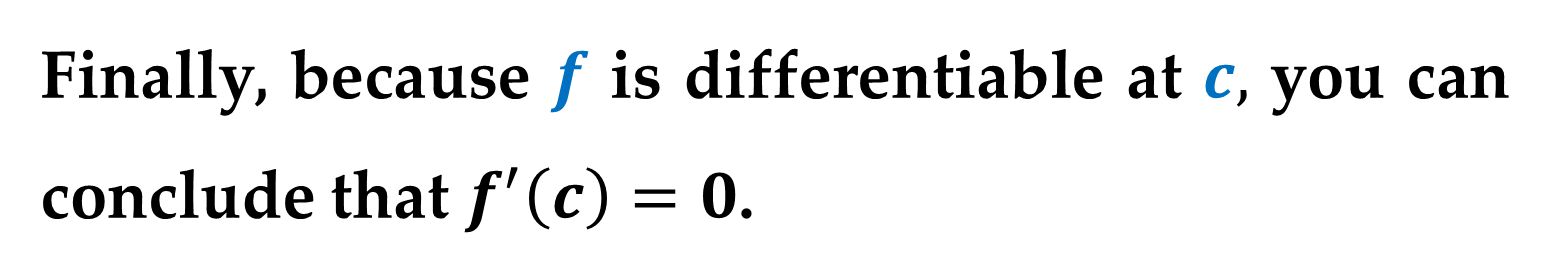 Finally, because f is differentiable at c, you can
conclude that f′(c) = 0.